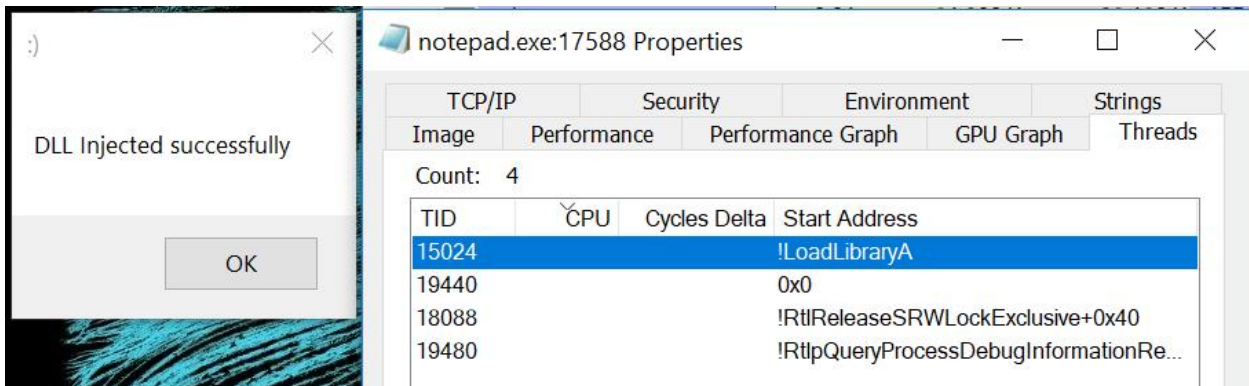 :)
DLL Injected successfully
OK
notepad.exe:17588 Properties
TCP/IP Security Environment Strings
Image Performance Performance Graph GPU Graph Threads
Count: 4
TID CPU Cycles Delta Start Address
15024 !LoadLibraryA
19440 0x0
18088 !RtlReleaseSRWLockExclusive+0x40
19480 !RtlpQueryProcessDebugInformationRe...